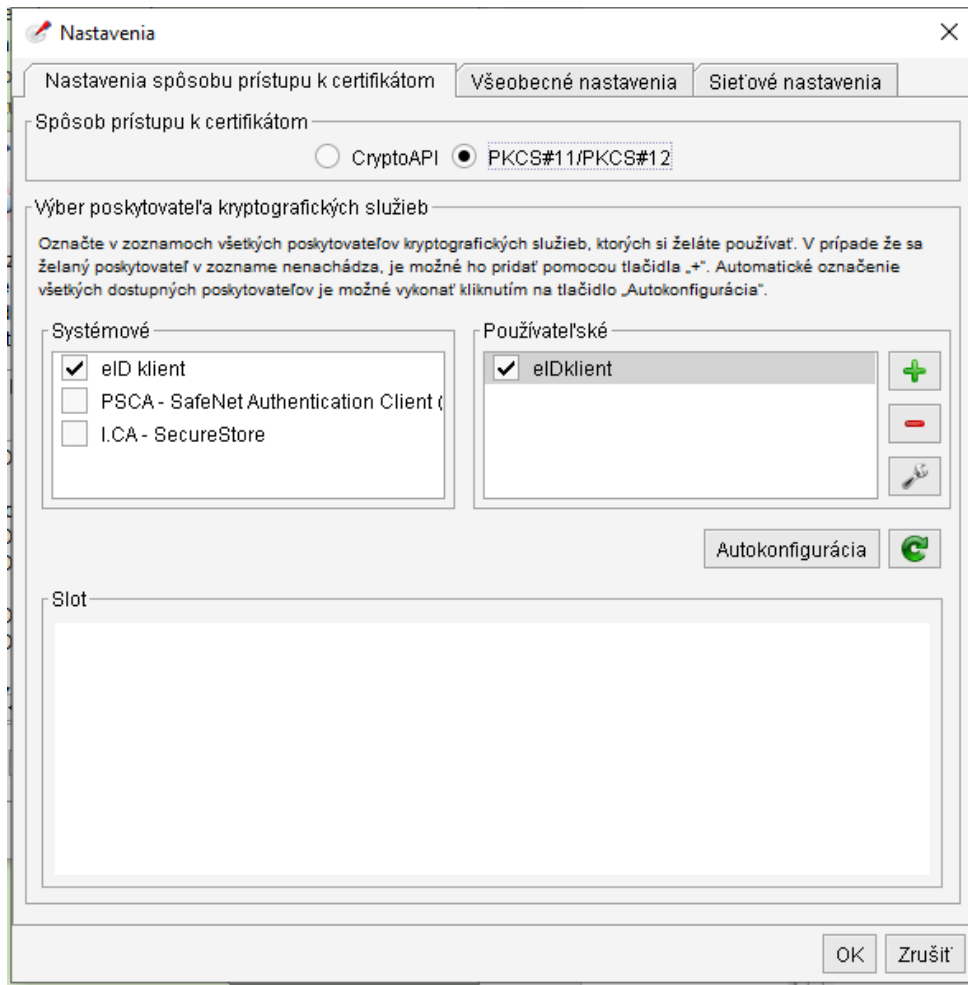 Nastavenia
Nastavenia spôsobu prístupu k certifikátom
Všeobecné nastavenia
Sieťové nastavenia
Spôsob prístupu k certifikátom
CryptoAPI
PKCS#11/PKCS#12
Výber poskytovateľa kryptografických služieb
Označte v zoznamoch všetkých poskytovateľov kryptografických služieb, ktorých si želáte používať. V prípade že sa
želaný poskytovateľ v zozname nenachádza, je možné ho pridať pomocou tlačidla „+“. Automatické označenie
všetkých dostupných poskytovateľov je možné vykonať kliknutím na tlačidlo „Autokonfigurácia“.
Systémové
eID klient
PSCA - SafeNet Authentication Client (
I.CA - SecureStore
Používateľské
eIDklient
Autokonfigurácia
Slot
OK
Zrušiť